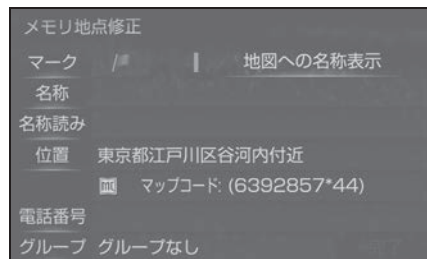 メモリ地点修正
マーク 地図への名称表示
名称
名称読み
位置 東京都江戸川区谷河内付近
マップコード: (6392857*44)
電話番号
グループ グループなし